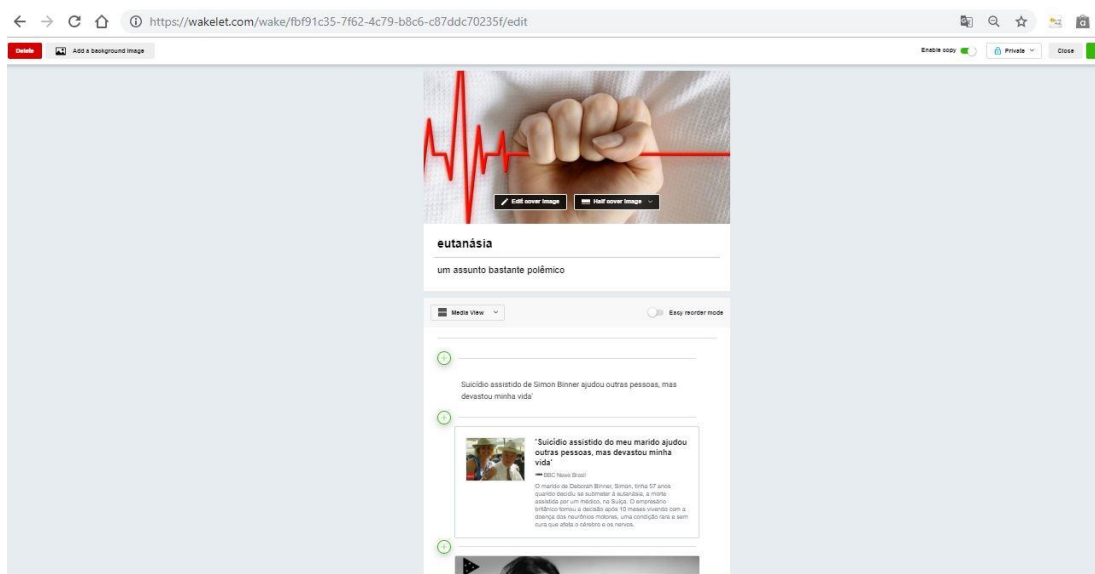 https://wakelet.com/wake/fbf91c35-7f62-4c79-b8c6-c87ddc70235f/edit
Delete Add a background image Enable copy Private Close
Edit cover image Half cover image
eutanásia
um assunto bastante polêmico
Media View Easy reorder mode
Suicídio assistido de Simon Binner ajudou outras pessoas, mas
devastou minha vida'
'Suicídio assistido do meu marido ajudou
outras pessoas, mas devastou minha
vida'
BBC News Brasil
O marido de Deborah Binner, Simon, tinha 57 anos
quando decidiu se submeter à eutanásia, a morte
assistida por um médico, na Suíça. O empresário
britânico tomou a decisão após 10 meses vivendo com a
doença dos neurônios motores, uma condição rara e sem
cura que afeta o cérebro e os nervos.